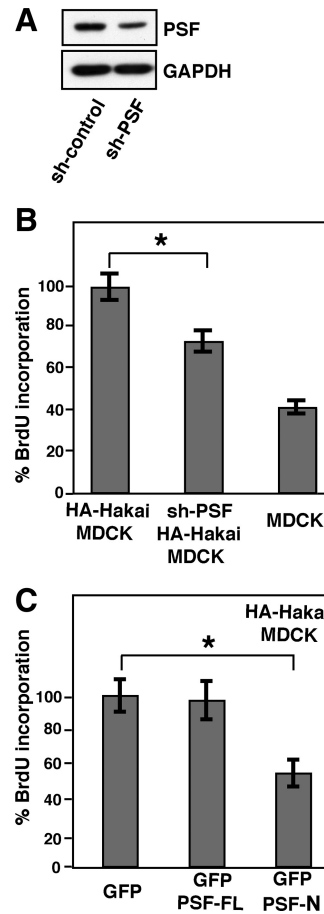 A
PSF
GAPDH
sh-control
sh-PSF
B
*
% BrdU incorporation
100
80
60
40
20
0
HA-Hakai
MDCK
sh-PSF
HA-Hakai
MDCK
MDCK
C
HA-Haka
MDCK
*
% BrdU incorporation
100
80
60
40
20
0
GFP
GFP
PSF-FL
GFP
PSF-N